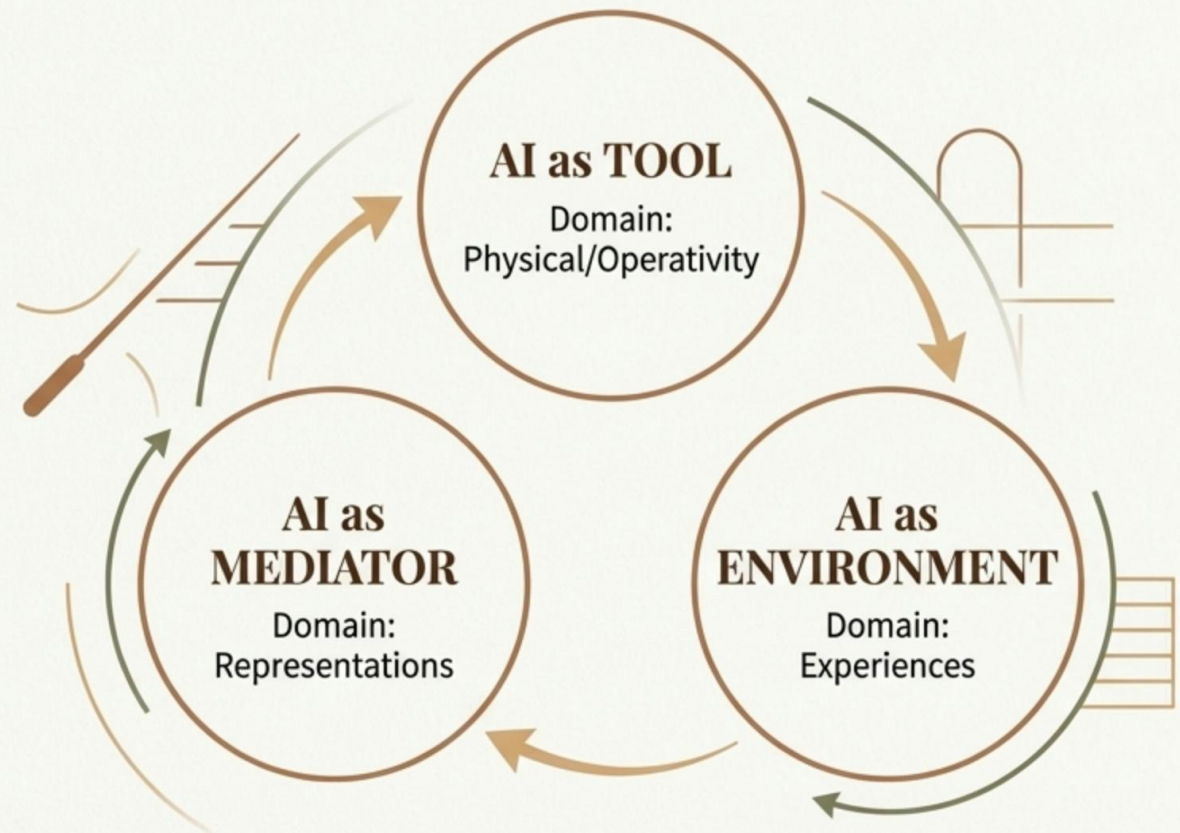 AI as TOOL
Domain:
Physical/Operativity
AI as
MEDIATOR
Domain:
Representations
AI as
ENVIRONMENT
Domain:
Experiences